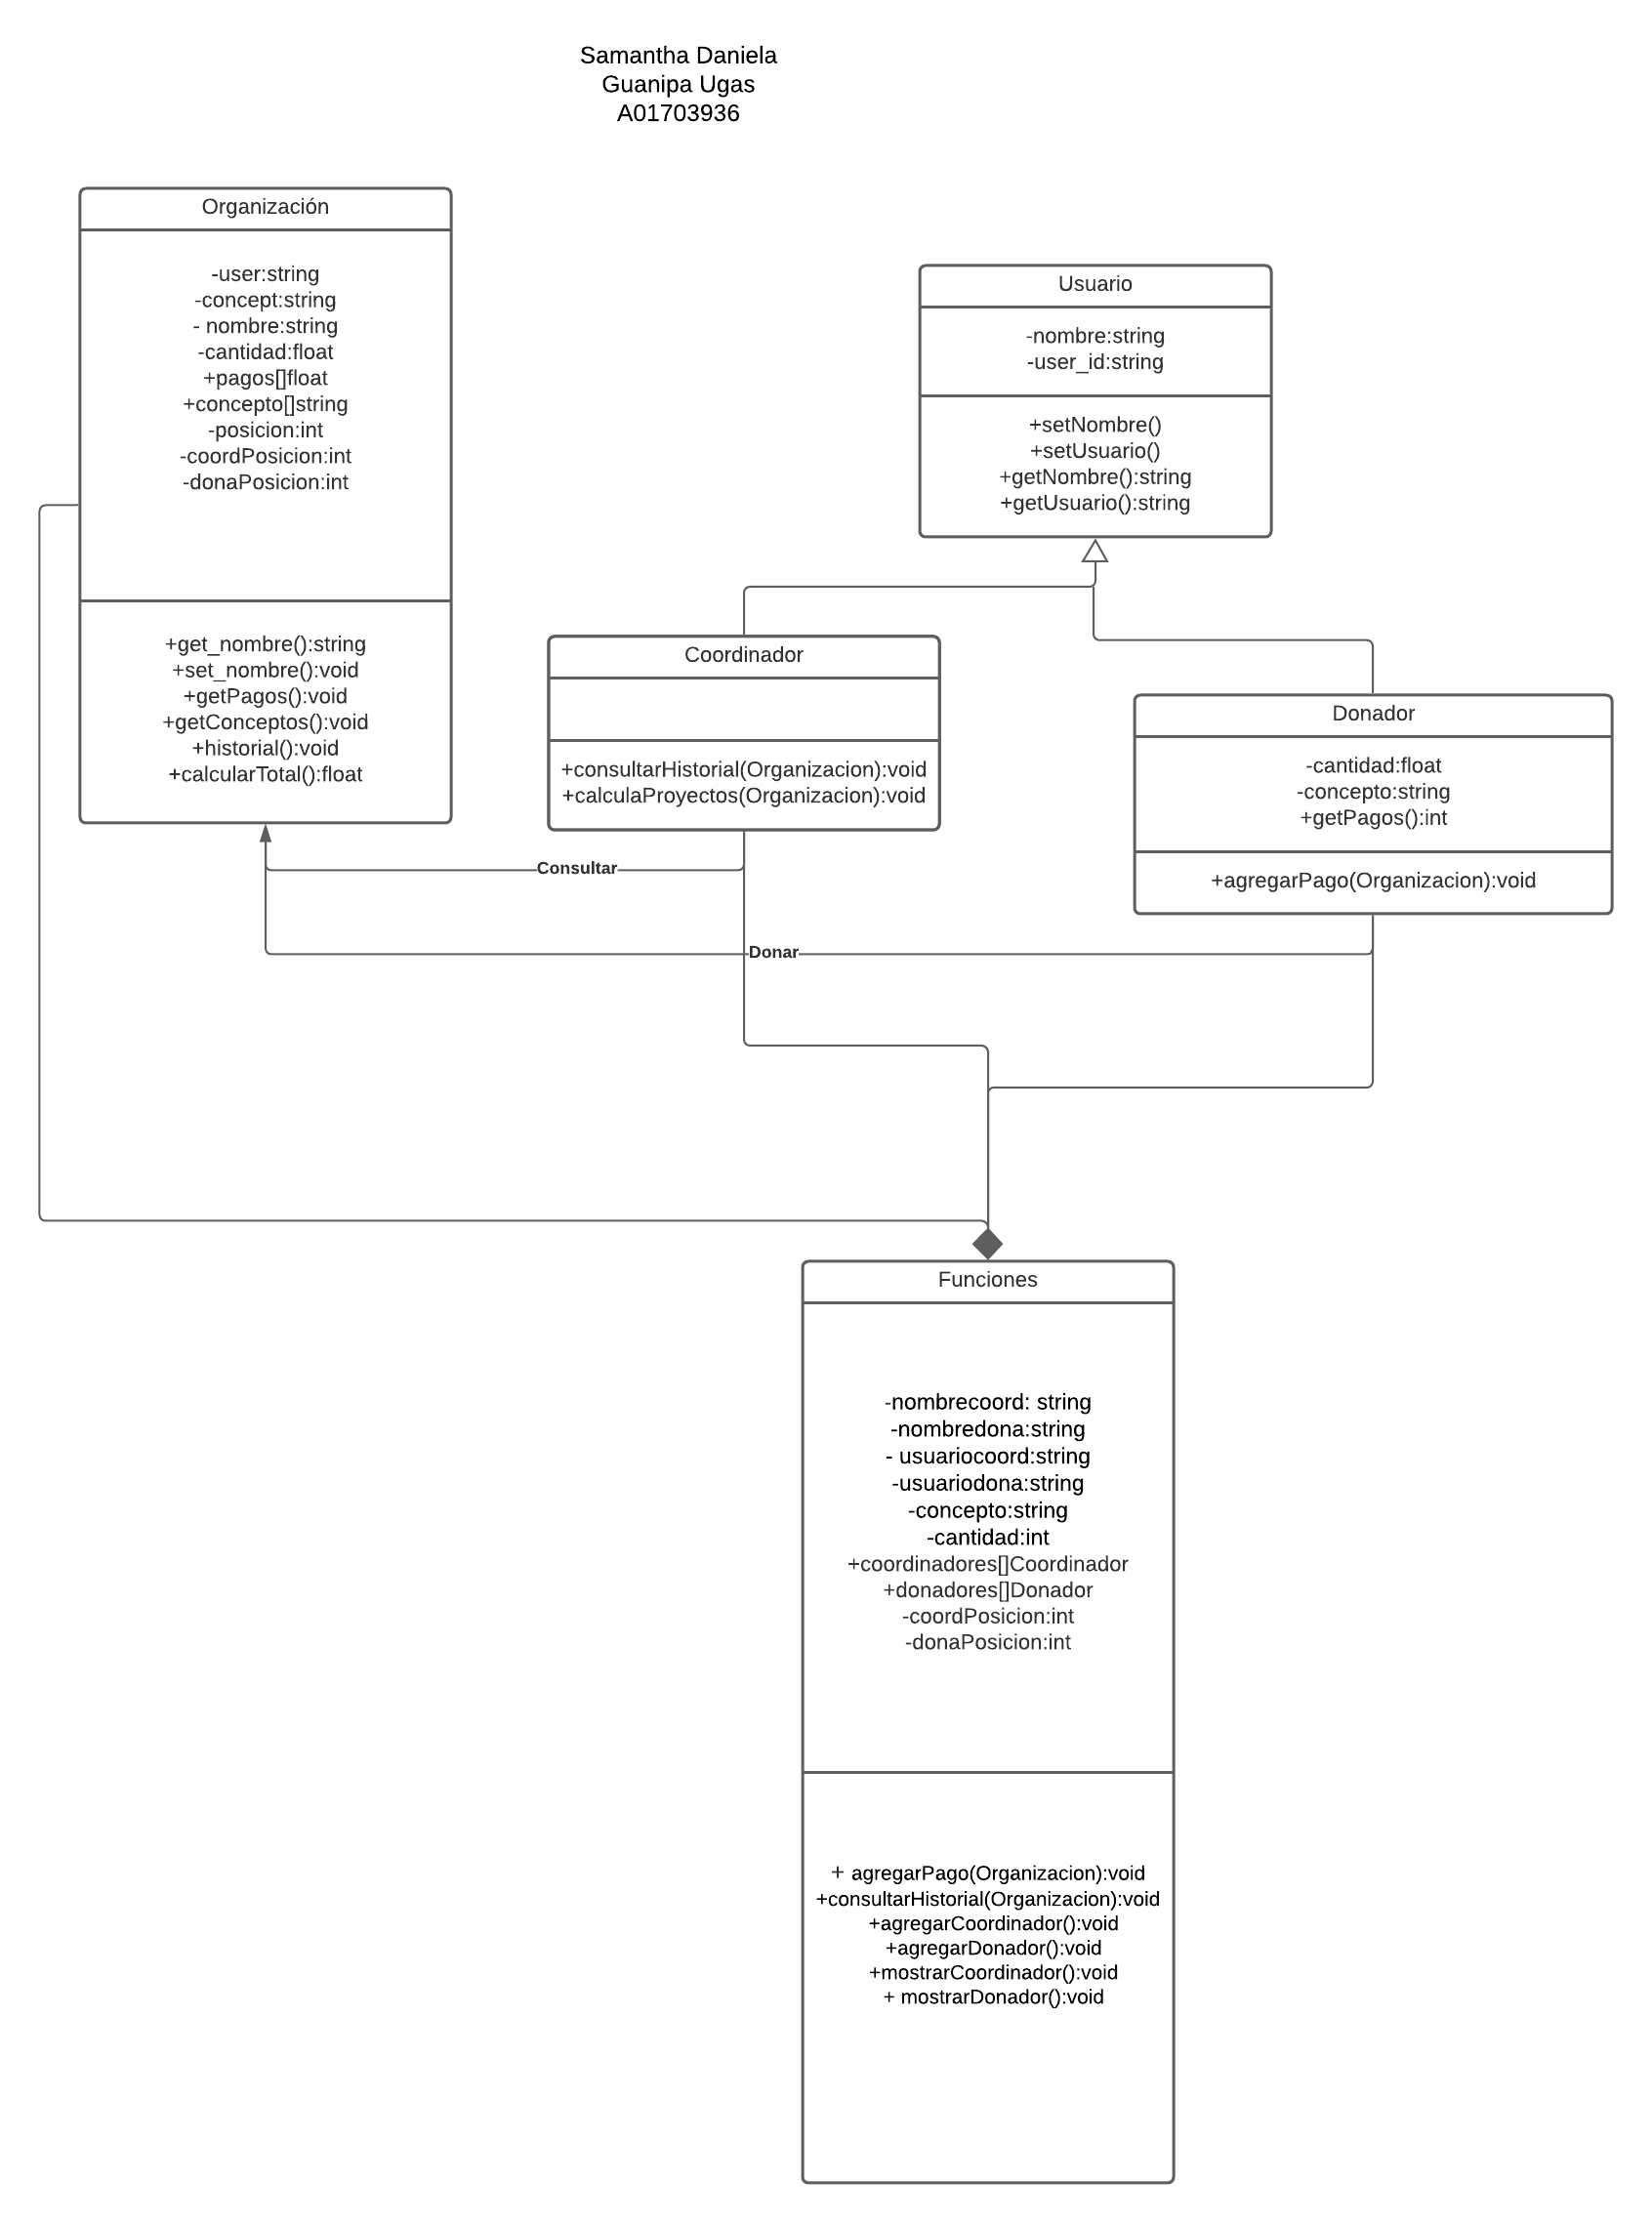 Samantha Daniela
Guanipa Ugas
A01703936
Organización
-user:string
-concept:string
- nombre:string
-cantidad:float
+pagos[]float
+concepto[]string
-posicion:int
-coordPosicion:int
-donaPosicion:int
+get_nombre():string
+set_nombre():void
+getPagos():void
+getConceptos():void
+historial():void
+calcularTotal():float
Usuario
-nombre:string
-user_id:string
+setNombre()
+setUsuario()
+getNombre():string
+getUsuario():string
Coordinador
+consultarHistorial(Organizacion):void
+calculaProyectos(Organizacion):void
Donador
-cantidad:float
-concepto:string
+getPagos():int
+agregarPago(Organizacion):void
Consultar
Donar
Funciones
-nombrecoord: string
-nombredona:string
- usuariocoord:string
-usuariodona:string
-concepto:string
-cantidad:int
+coordinadores[]Coordinador
+donadores[]Donador
-coordPosicion:int
-donaPosicion:int
+ agregarPago(Organizacion):void
+consultarHistorial(Organizacion):void
+agregarCoordinador():void
+agregarDonador():void
+mostrarCoordinador():void
+ mostrarDonador():void